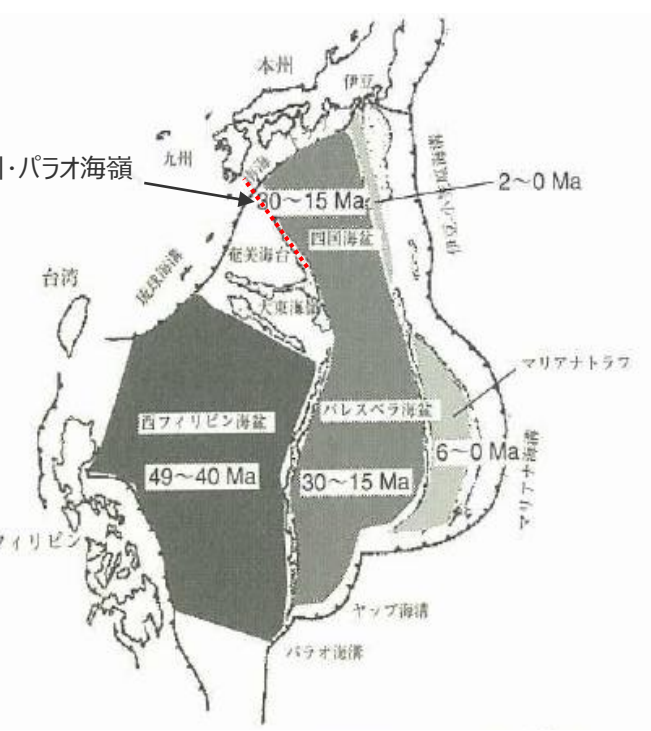 本州
伊豆
九州
・パラオ海嶺
2～0 Ma
30～15 Ma
四国海盆
奄美海台
台湾
琉球海溝
大東海嶺
マリアナトラフ
西フィリピン海盆
パレスベラ海盆
6～0 Ma
49～40 Ma
30～15 Ma
マリアナ海溝
フィリピン
ヤップ海溝
パラオ海溝